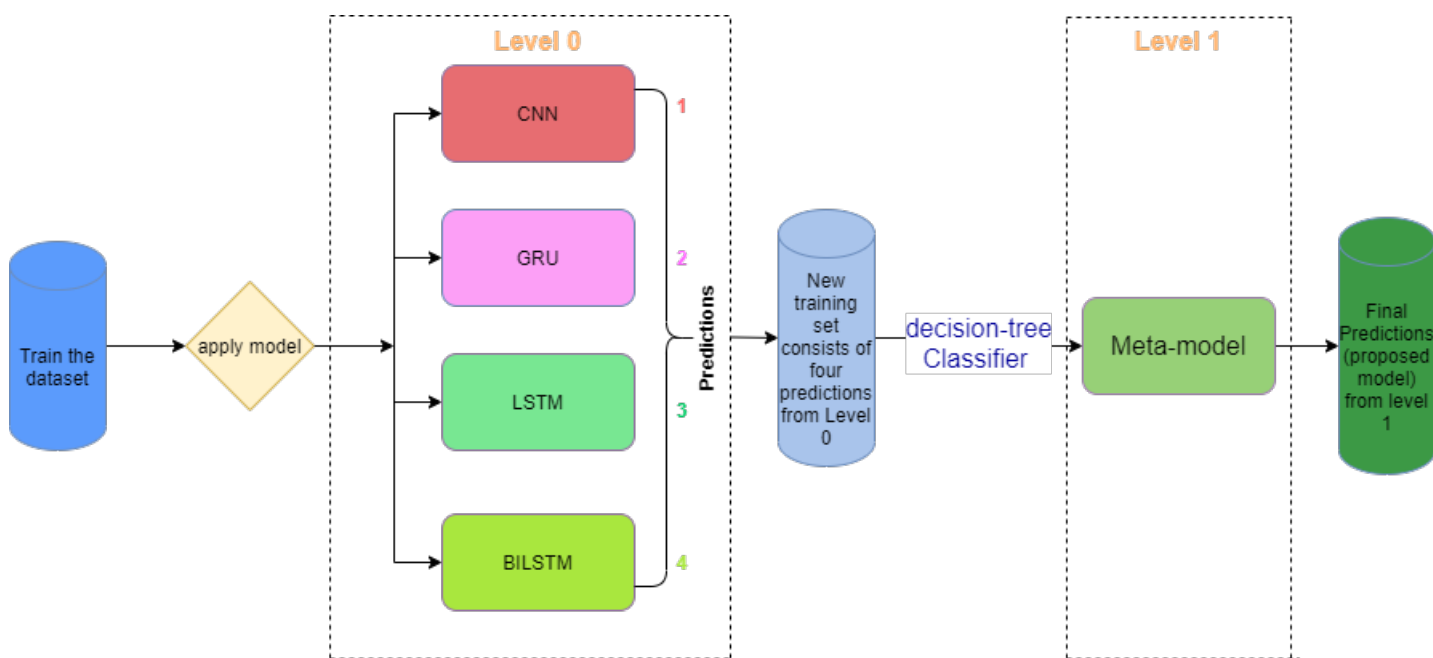 Level 0
Level 1
CNN
1
GRU
2
Train the
dataset
apply model
LSTM
3
BILSTM
4
Predictions
New
training
set
consists of
four
predictions
from Level
0
decision-tree
Classifier
Meta-model
Final
Predictions
(proposed
model)
from level
1